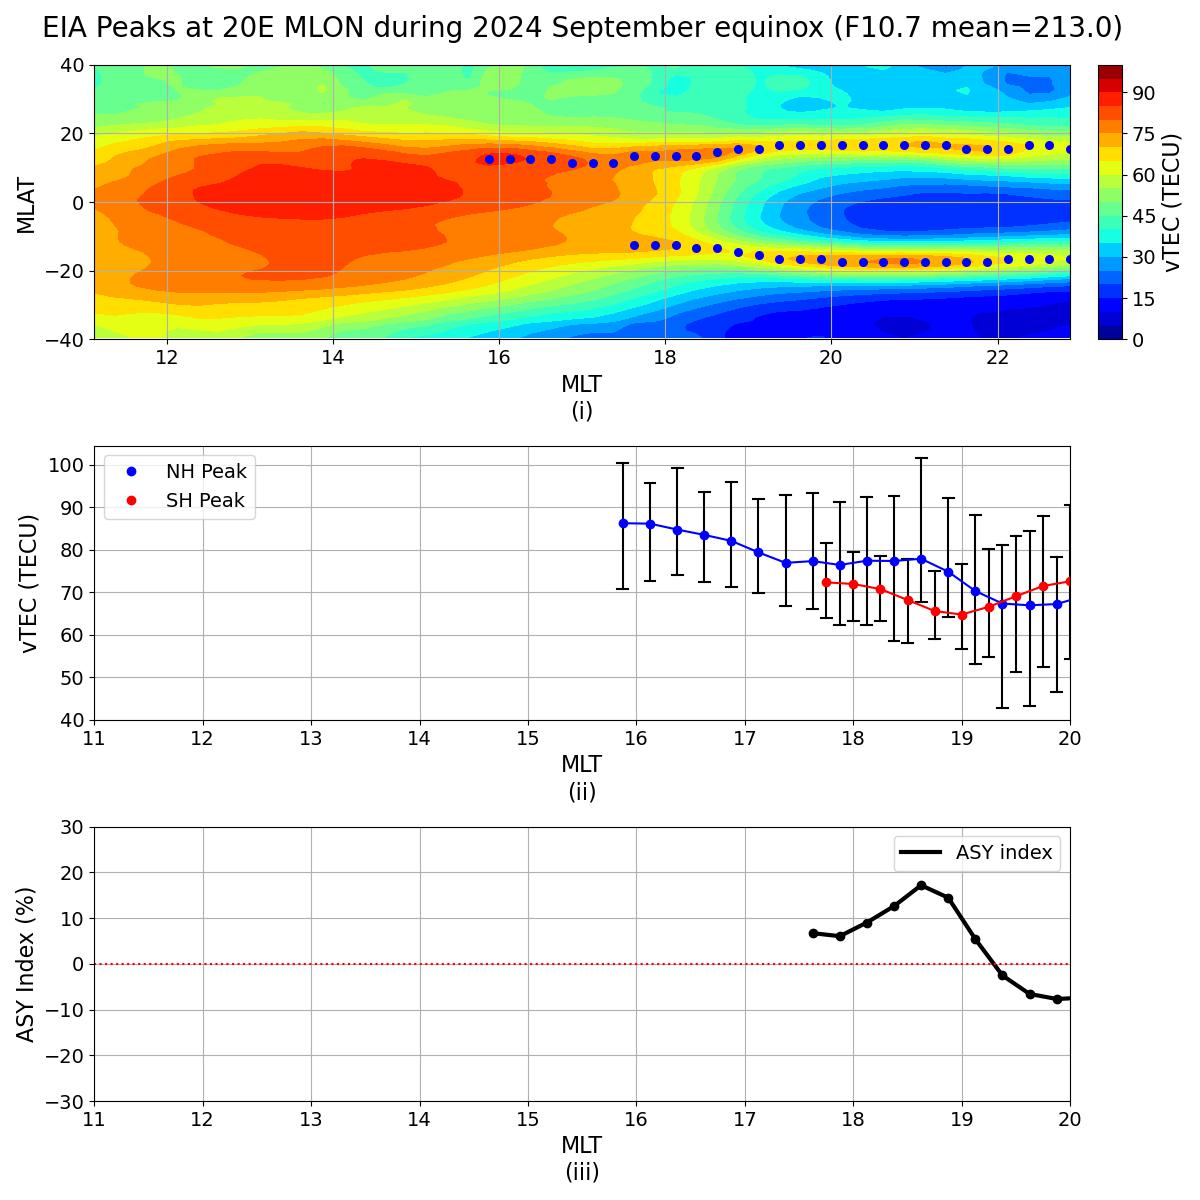 EIA Peaks at 20E MLON during 2024 September equinox (F10.7 mean=213.0)
40
20
0
−20
−40
MLAT
12 14 16 18 20 22
MLT
(i)
90
75
60
45
30
15
0
vTEC (TECU)
NH Peak
SH Peak
100
90
80
70
60
50
40
vTEC (TECU)
11 12 13 14 15 16 17 18 19 20
MLT
(ii)
ASY index
30
20
10
0
−10
−20
−30
ASY Index (%)
11 12 13 14 15 16 17 18 19 20
MLT
(iii)